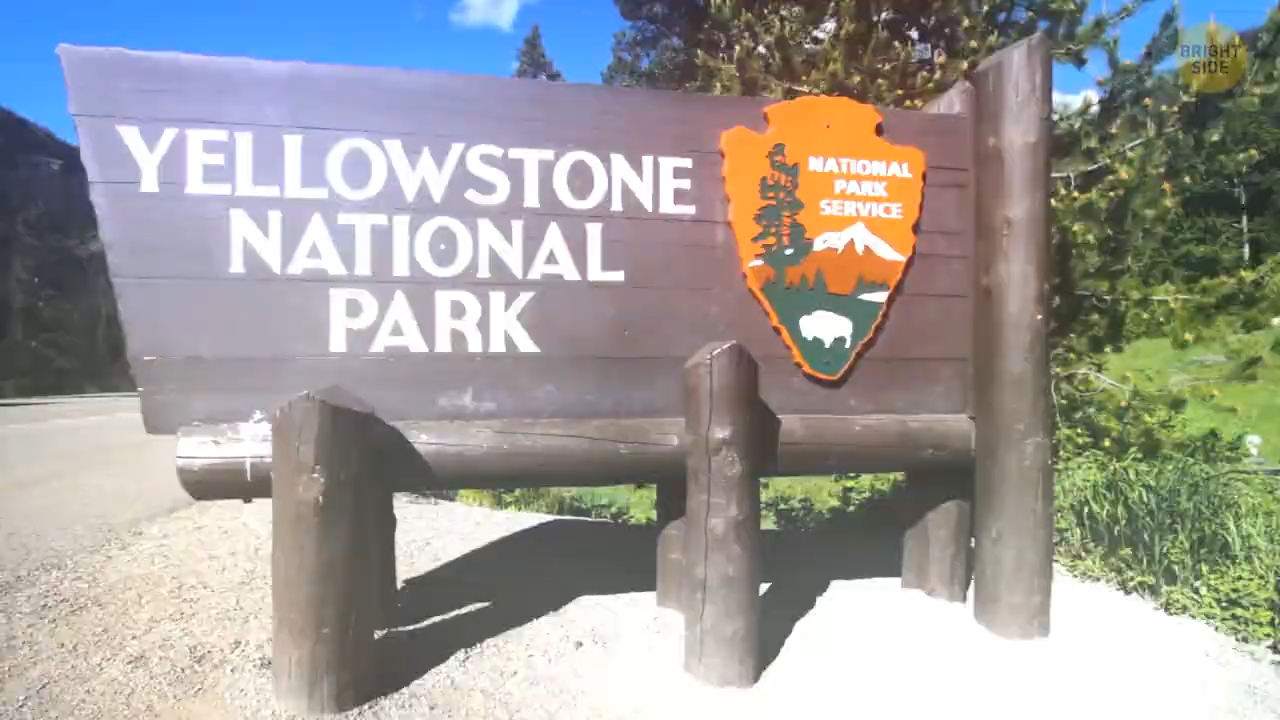 YELLOWSTONE
NATIONAL
PARK
NATIONAL
PARK
SERVICE
BRIGHT
SIDE